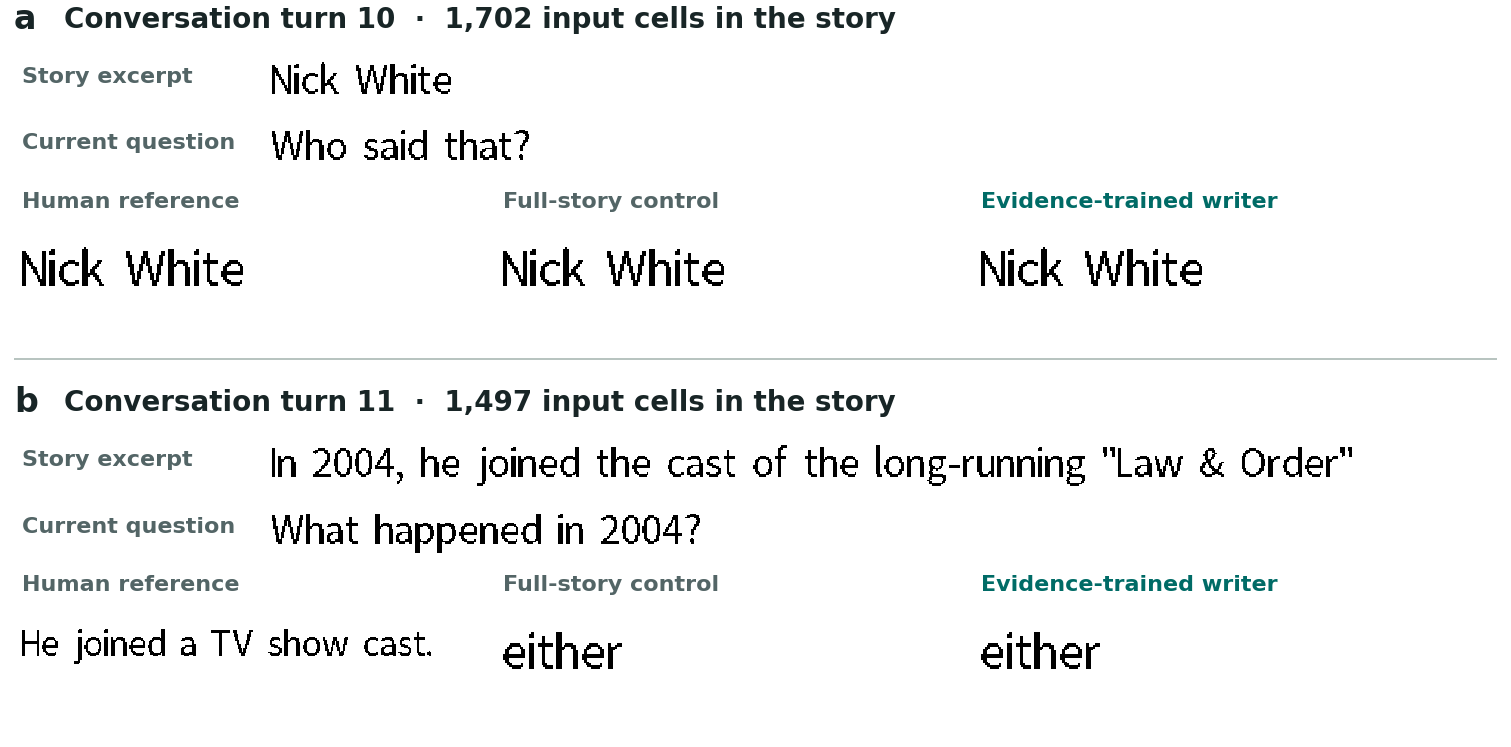 a Conversation turn 10 · 1,702 input cells in the story
Story excerpt Nick White
Current question Who said that?
Human reference Full-story control Evidence-trained writer
Nick White Nick White Nick White
b Conversation turn 11 · 1,497 input cells in the story
Story excerpt In 2004, he joined the cast of the long-running "Law & Order"
Current question What happened in 2004?
Human reference Full-story control Evidence-trained writer
He joined a TV show cast. either either